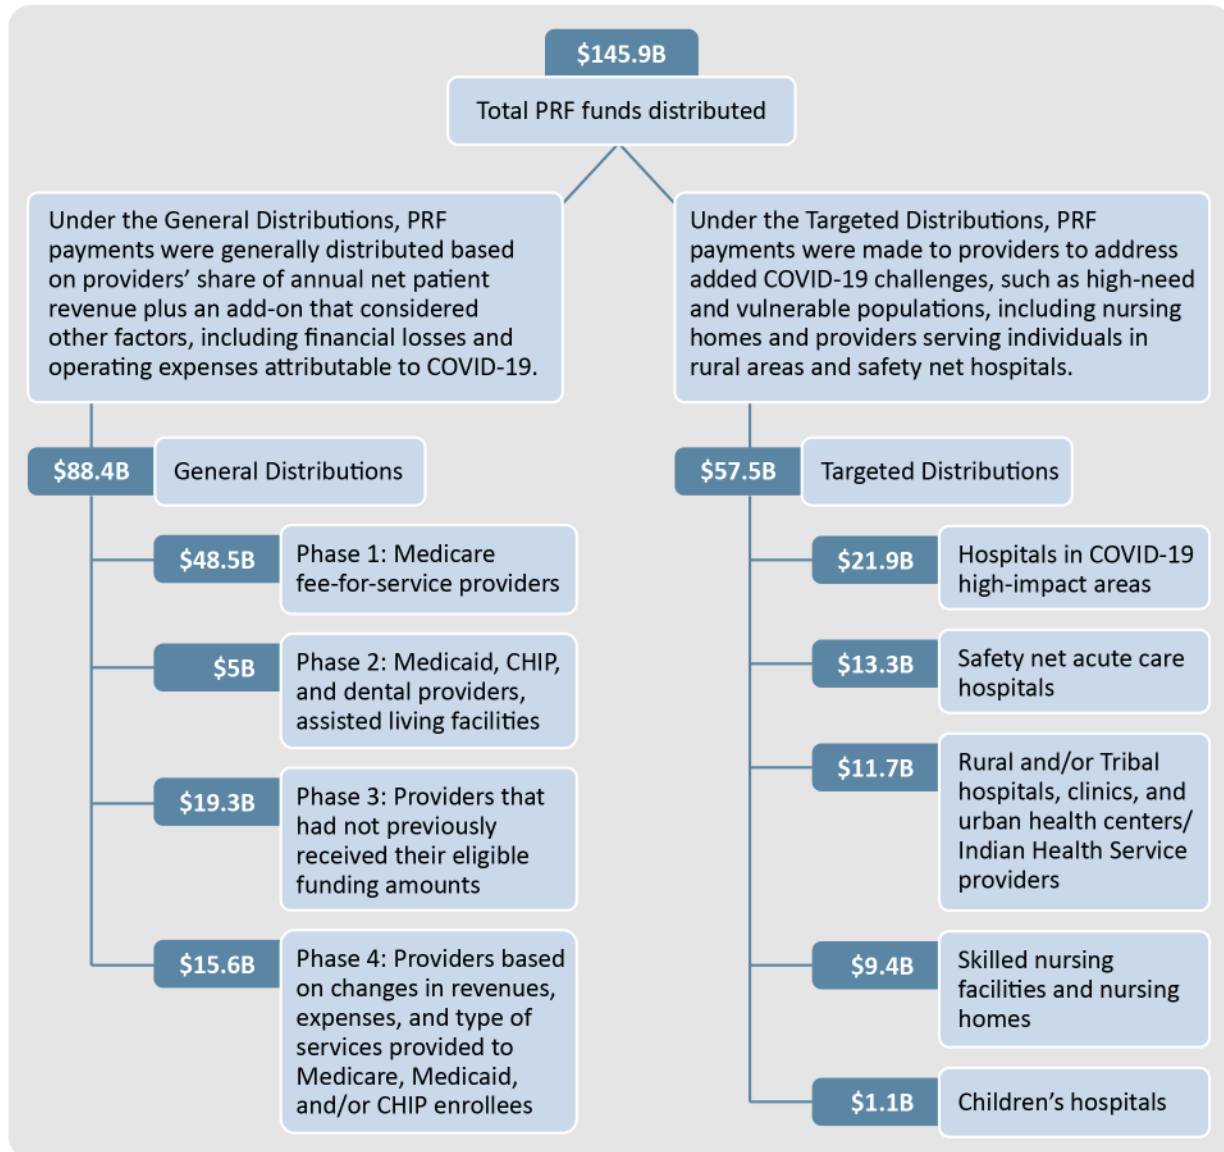 $145.9B
Total PRF funds distributed
Under the General Distributions, PRF
payments were generally distributed based
on providers’ share of annual net patient
revenue plus an add-on that considered
other factors, including financial losses and
operating expenses attributable to COVID-19.
$88.4B
General Distributions
$48.5B
Phase 1: Medicare
fee-for-service providers
$5B
Phase 2: Medicaid, CHIP,
and dental providers,
assisted living facilities
$19.3B
Phase 3: Providers that
had not previously
received their eligible
funding amounts
$15.6B
Phase 4: Providers based
on changes in revenues,
expenses, and type of
services provided to
Medicare, Medicaid,
and/or CHIP enrollees
Under the Targeted Distributions, PRF
payments were made to providers to address
added COVID-19 challenges, such as high-need
and vulnerable populations, including nursing
homes and providers serving individuals in
rural areas and safety net hospitals.
$57.5B
Targeted Distributions
$21.9B
Hospitals in COVID-19
high-impact areas
$13.3B
Safety net acute care
hospitals
$11.7B
Rural and/or Tribal
hospitals, clinics, and
urban health centers/
Indian Health Service
providers
$9.4B
Skilled nursing
facilities and nursing
homes
$1.1B
Children’s hospitals